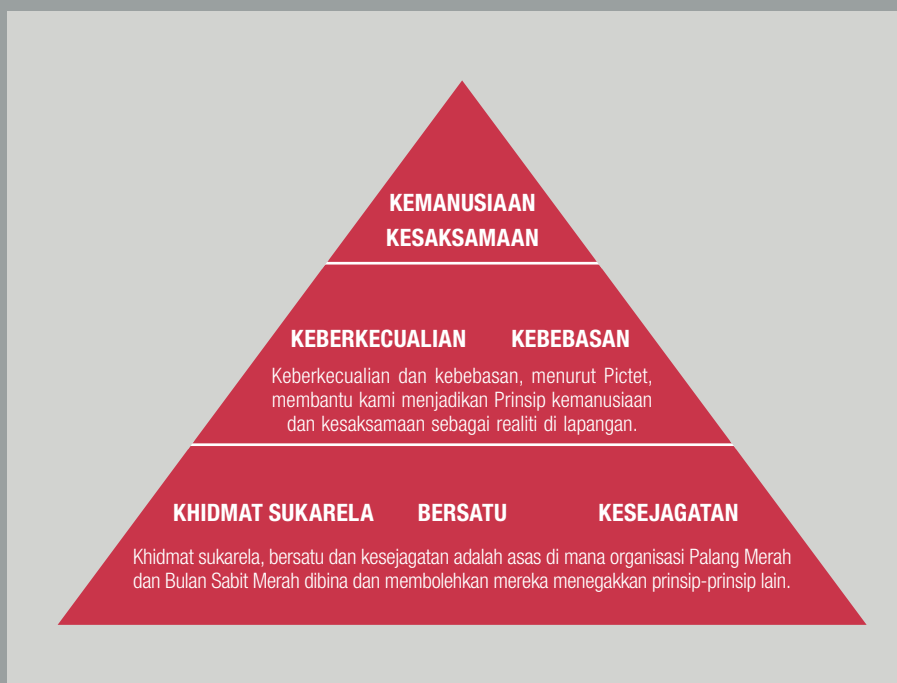 KEMANUSIAAN
KESAKSAMAAN
KEBERKECUALIAN KEBEBASAN
Keberkecualian dan kebebasan, menurut Pictet,
membantu kami menjadikan Prinsip kemanusiaan
dan kesaksamaan sebagai realiti di lapangan.
KHIDMAT SUKARELA BERSATU KESEJAGATAN
Khidmat sukarela, bersatu dan kesejagatan adalah asas di mana organisasi Palang Merah
dan Bulan Sabit Merah dibina dan membolehkan mereka menegakkan prinsip-prinsip lain.